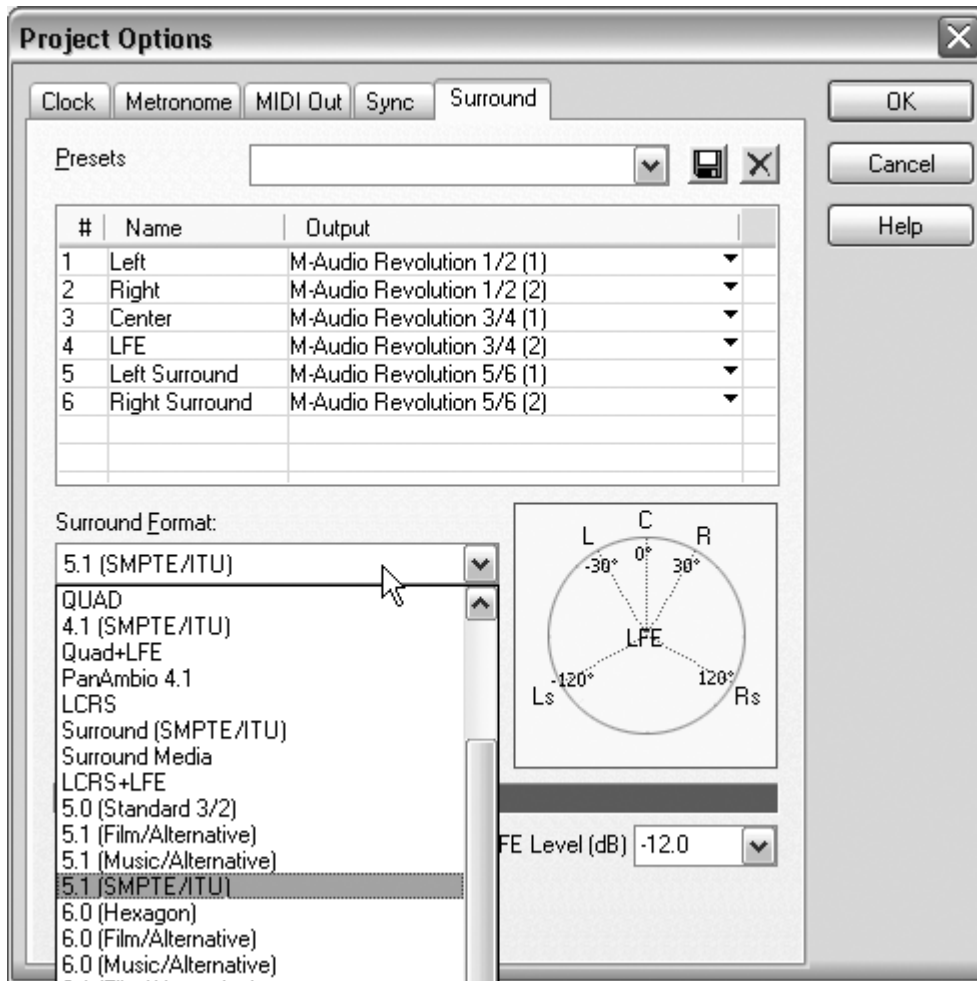 Project Options
Clock Metronome MIDI Out Sync Surround
OK
Cancel
Help
Presets
# Name Output
1 Left M-Audio Revolution 1/2 (1)
2 Right M-Audio Revolution 1/2 (2)
3 Center M-Audio Revolution 3/4 (1)
4 LFE M-Audio Revolution 3/4 (2)
5 Left Surround M-Audio Revolution 5/6 (1)
6 Right Surround M-Audio Revolution 5/6 (2)
Surround Format:
5.1 (SMPTE/ITU)
QUAD
4.1 (SMPTE/ITU)
Quad+LFE
PanAmbio 4.1
LCRS
Surround (SMPTE/ITU)
Surround Media
LCRS+LFE
5.0 (Standard 3/2)
5.1 (Film/Alternative)
5.1 (Music/Alternative)
5.1 (SMPTE/ITU)
6.0 (Hexagon)
6.0 (Film/Alternative)
6.0 (Music/Alternative)
L C R
-30° 0° 30°
LFE
-120° 120°
Ls Rs
FE Level (dB) -12.0